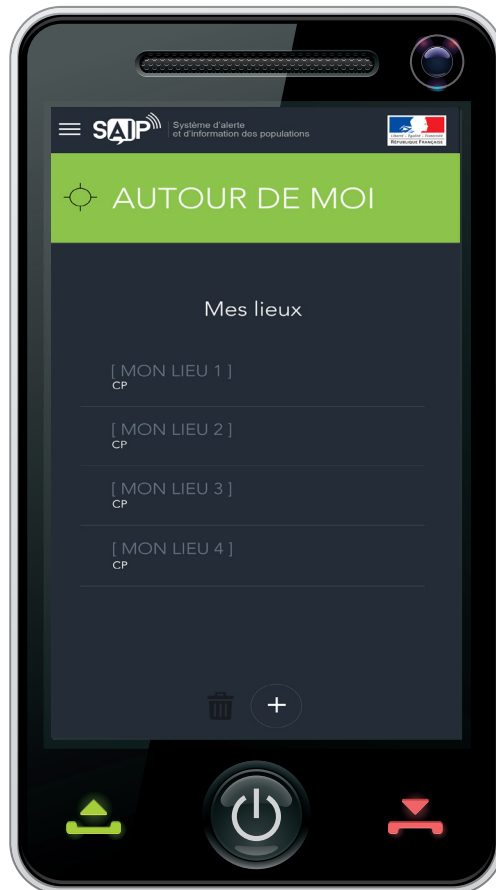 SAIP
Système d'alerte
et d'information des populations
Liberté • Égalité • Fraternité
RÉPUBLIQUE FRANÇAISE
AUTOUR DE MOI
Mes lieux
[ MON LIEU 1 ]
CP
[ MON LIEU 2 ]
CP
[ MON LIEU 3 ]
CP
[ MON LIEU 4 ]
CP